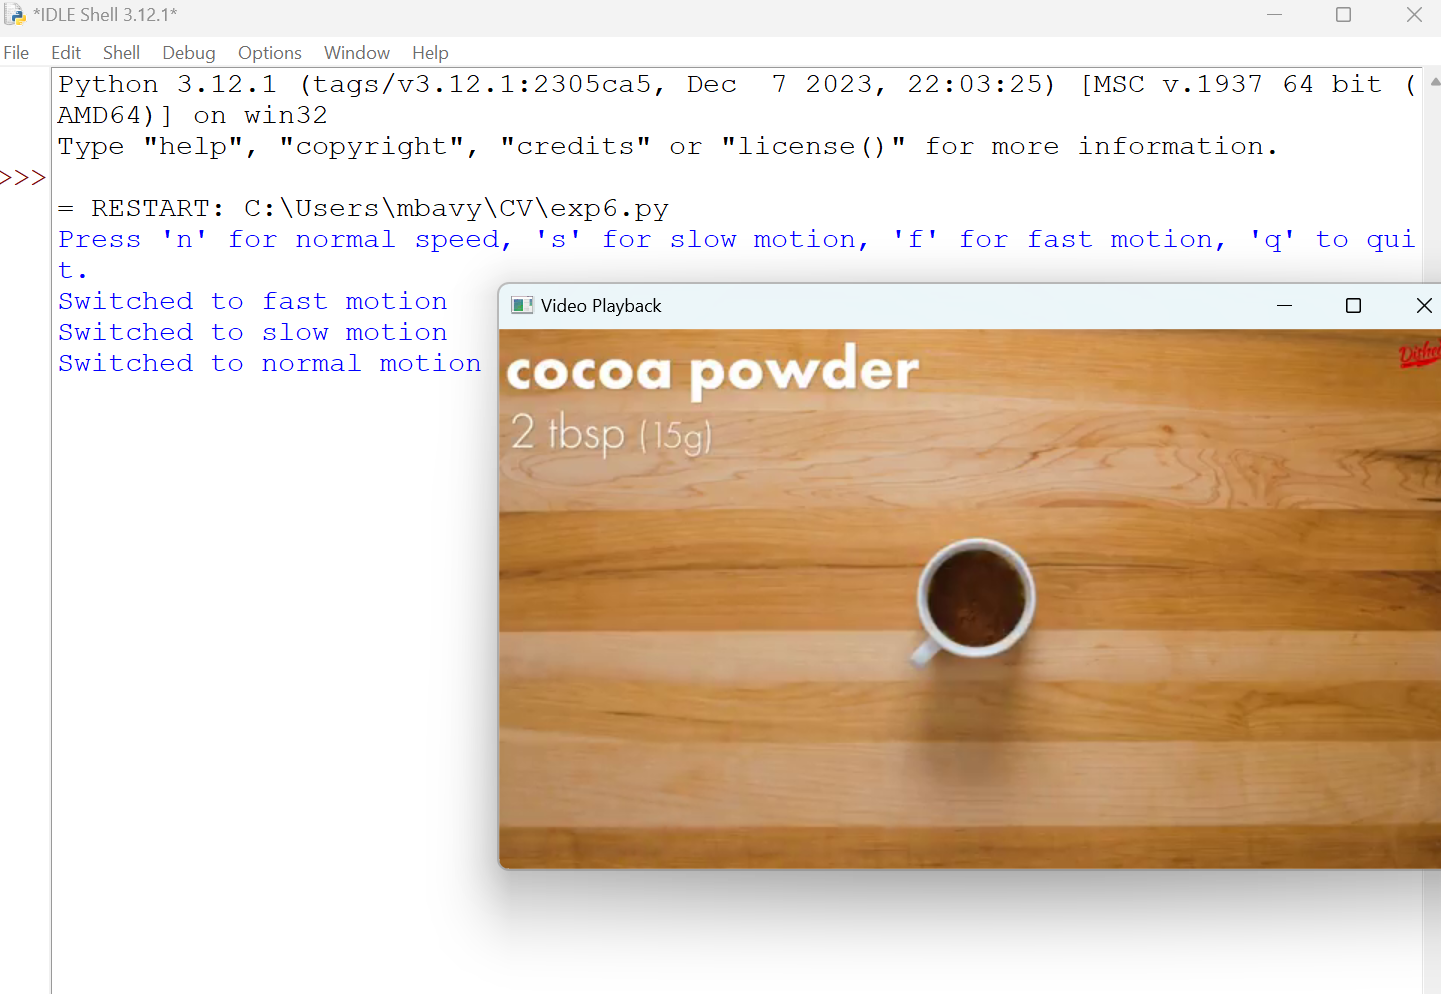 *IDLE Shell 3.12.1*
File Edit Shell Debug Options Window Help
Python 3.12.1 (tags/v3.12.1:2305ca5, Dec  7 2023, 22:03:25) [MSC v.1937 64 bit (
AMD64)] on win32
Type "help", "copyright", "credits" or "license()" for more information.
>>>
= RESTART: C:\Users\mbavy\CV\exp6.py
Press 'n' for normal speed, 's' for slow motion, 'f' for fast motion, 'q' to qui
t.
Switched to fast motion
Switched to slow motion
Switched to normal motion
Video Playback
cocoa powder
2 tbsp (15g)